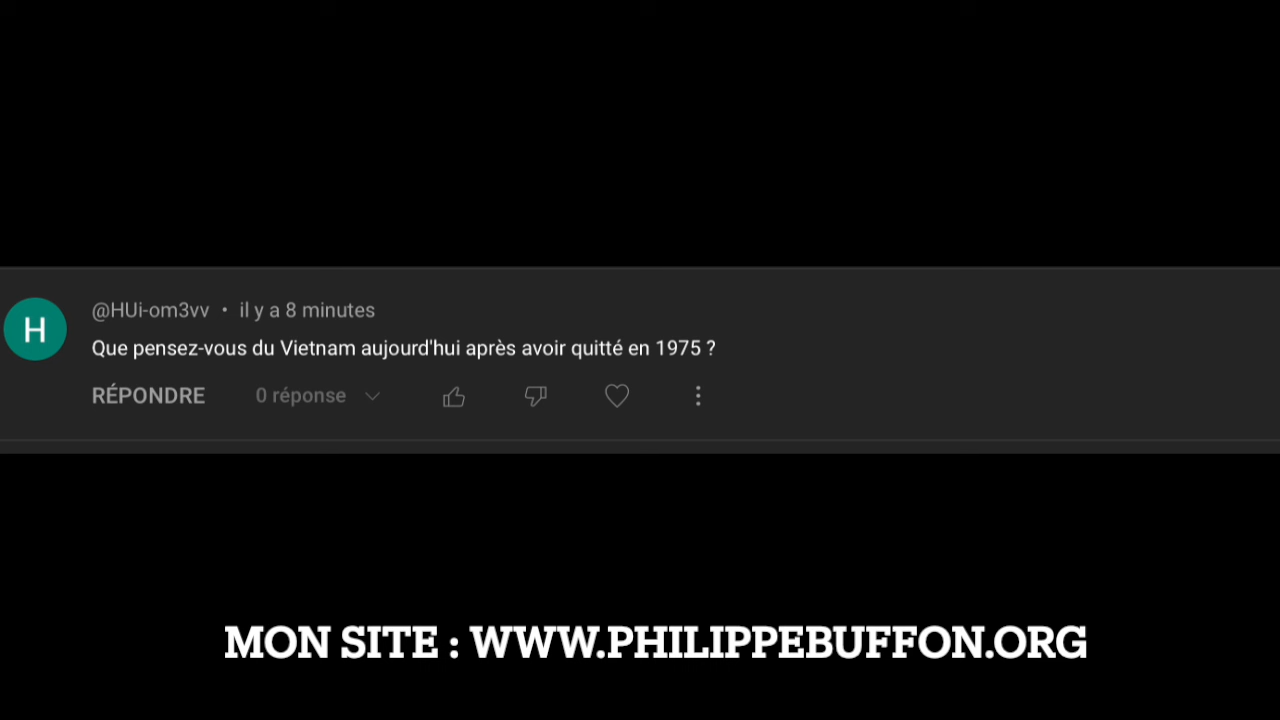 H
@HUi-om3vv • il y a 8 minutes
Que pensez-vous du Vietnam aujourd'hui après avoir quitté en 1975 ?
RÉPONDRE 0 réponse
MON SITE : WWW.PHILIPPEBUFFON.ORG